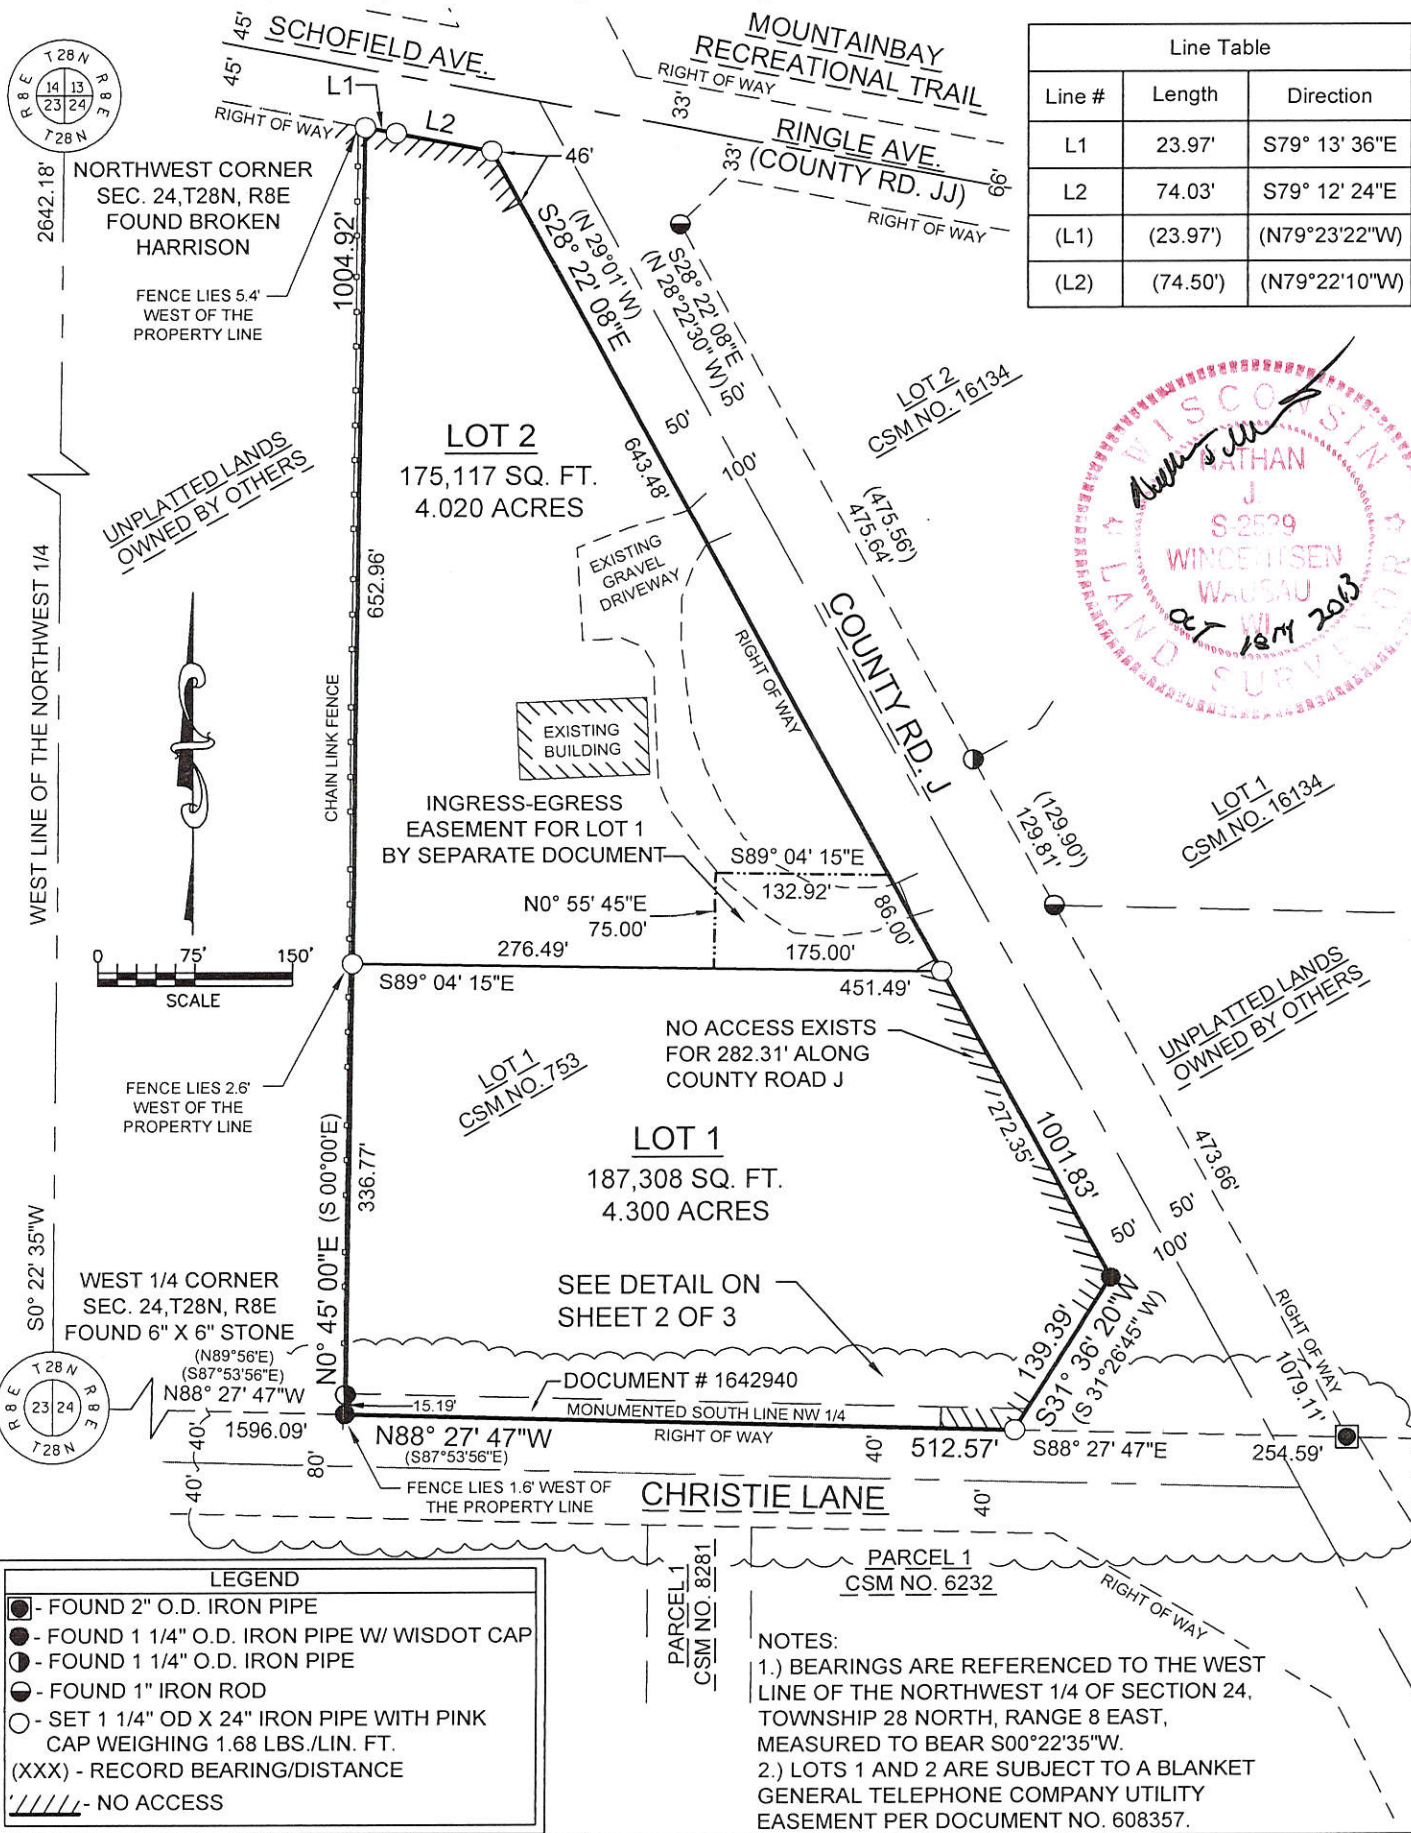 45'
SCHOFIELD AVE.
45'
MOUNTAINBAY
RECREATIONAL TRAIL
RIGHT OF WAY
33'
RINGLE AVE.
(COUNTY RD. JJ)
33'
66'
RIGHT OF WAY
Line Table
Line # Length Direction
L1 23.97' S79° 13' 36"E
L2 74.03' S79° 12' 24"E
(L1) (23.97') (N79°23'22"W)
(L2) (74.50') (N79°22'10"W)
T28N
R8E 14 13 R8E
23 24
T28N
2642.18'
NORTHWEST CORNER
SEC. 24,T28N, R8E
FOUND BROKEN
HARRISON
L1
L2
RIGHT OF WAY
46'
FENCE LIES 5.4'
WEST OF THE
PROPERTY LINE
1004.92'
(N 29°01' W)
S28° 22' 08"E
S28° 22' 08"E
(N 28°22'30" W)
50'
50'
100'
643.48'
LOT 2
CSM NO. 16134
LOT 2
175,117 SQ. FT.
4.020 ACRES
UNPLATTED LANDS
OWNED BY OTHERS
WISCONSIN
NATHAN
J
S-2539
WINCENTSEN
WAUSAU
WI
LAND SURVEYOR
OCT 18TH 2013
(475.56')
475.64'
EXISTING
GRAVEL
DRIVEWAY
652.96'
WEST LINE OF THE NORTHWEST 1/4
CHAIN LINK FENCE
RIGHT OF WAY
COUNTY RD. J
EXISTING
BUILDING
INGRESS-EGRESS
EASEMENT FOR LOT 1
BY SEPARATE DOCUMENT
S89° 04' 15"E
132.92'
N0° 55' 45"E
75.00'
86.00'
(129.90')
129.81'
LOT 1
CSM NO. 16134
276.49'
175.00'
S89° 04' 15"E
451.49'
0 75' 150'
SCALE
NO ACCESS EXISTS
FOR 282.31' ALONG
COUNTY ROAD J
UNPLATTED LANDS
OWNED BY OTHERS
LOT 1
CSM NO. 753
FENCE LIES 2.6'
WEST OF THE
PROPERTY LINE
LOT 1
187,308 SQ. FT.
4.300 ACRES
272.35'
1001.83'
473.66'
50'
50'
100'
N0° 45' 00"E (S 00°00'E)
336.77'
S0° 22' 35"W
WEST 1/4 CORNER
SEC. 24,T28N, R8E
FOUND 6" X 6" STONE
(N89°56'E)
(S87°53'56"E)
N88° 27' 47"W
1596.09'
T28N
R8E 23 24 R8E
T28N
SEE DETAIL ON
SHEET 2 OF 3
139.39'
S31° 36' 20"W
(S 31°26'45" W)
RIGHT OF WAY
1079.11'
DOCUMENT # 1642940
15.19'
MONUMENTED SOUTH LINE NW 1/4
RIGHT OF WAY
N88° 27' 47"W
(S87°53'56"E)
40'
512.57'
S88° 27' 47"E
254.59'
40'
40'
80'
FENCE LIES 1.6' WEST OF
THE PROPERTY LINE
CHRISTIE LANE
40'
PARCEL 1
CSM NO. 8281
PARCEL 1
CSM NO. 6232
RIGHT OF WAY
LEGEND
- FOUND 2" O.D. IRON PIPE
- FOUND 1 1/4" O.D. IRON PIPE W/ WISDOT CAP
- FOUND 1 1/4" O.D. IRON PIPE
- FOUND 1" IRON ROD
- SET 1 1/4" OD X 24" IRON PIPE WITH PINK
CAP WEIGHING 1.68 LBS./LIN. FT.
(XXX) - RECORD BEARING/DISTANCE
- NO ACCESS
NOTES:
1.) BEARINGS ARE REFERENCED TO THE WEST
LINE OF THE NORTHWEST 1/4 OF SECTION 24,
TOWNSHIP 28 NORTH, RANGE 8 EAST,
MEASURED TO BEAR S00°22'35"W.
2.) LOTS 1 AND 2 ARE SUBJECT TO A BLANKET
GENERAL TELEPHONE COMPANY UTILITY
EASEMENT PER DOCUMENT NO. 608357.